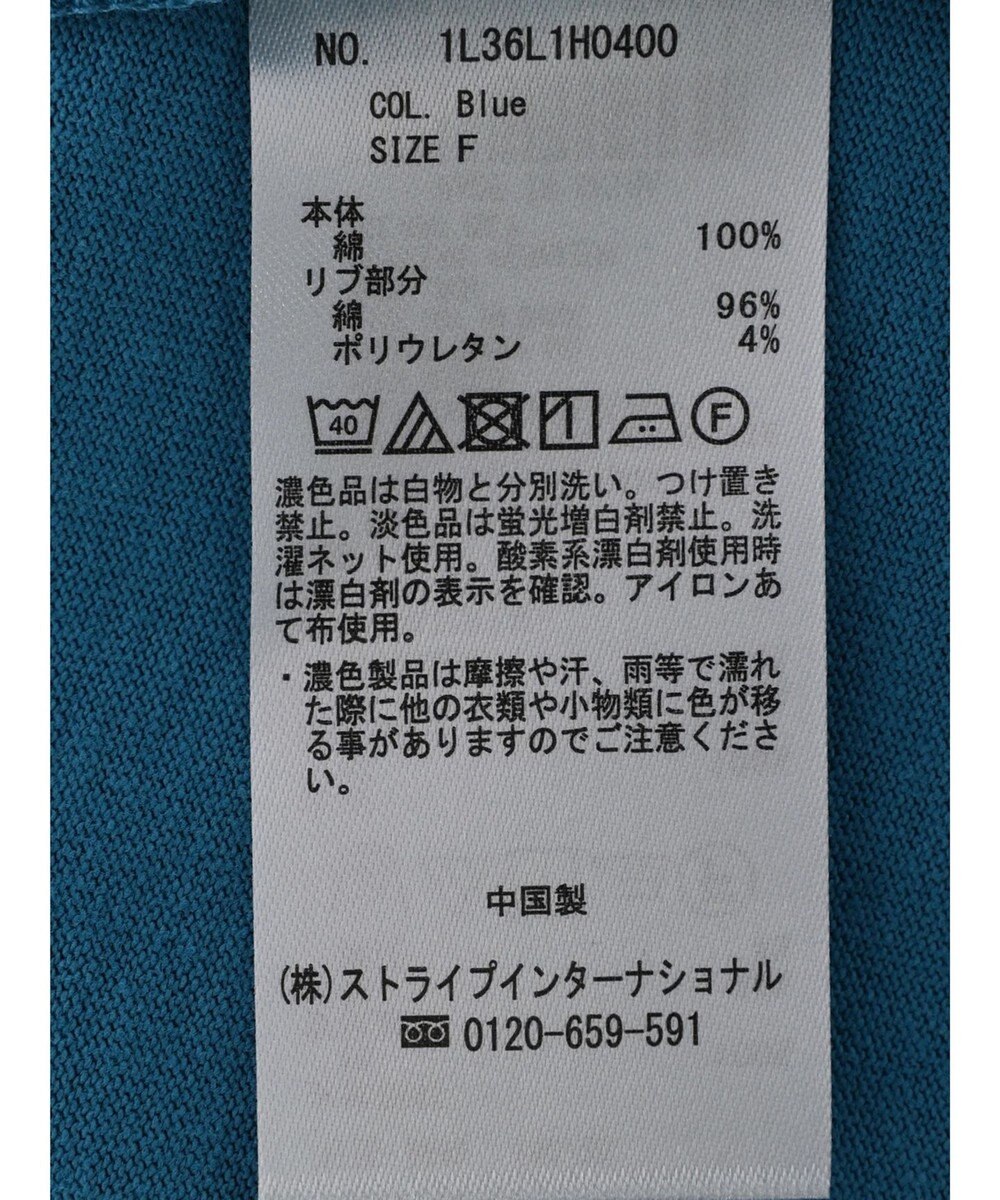 NO. 1L36L1H0400
COL. Blue
SIZE F
本体
綿 100%
リブ部分
綿 96%
ポリウレタン 4%
40 F
濃色品は白物と分別洗い。つけ置き
禁止。淡色品は蛍光増白剤禁止。洗
濯ネット使用。酸素系漂白剤使用時
は漂白剤の表示を確認。アイロンあ
て布使用。
・濃色製品は摩擦や汗、雨等で濡れ
た際に他の衣類や小物類に色が移
る事がありますのでご注意くださ
い。
中国製
(株)ストライプインターナショナル
0120-659-591